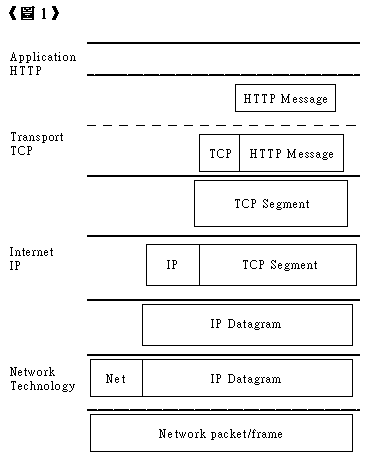 《圖1》
Application
HTTP
HTTP Message
Transport
TCP
TCP HTTP Message
TCP Segment
Internet
IP
IP TCP Segment
IP Datagram
Network
Technology
Net IP Datagram
Network packet/frame